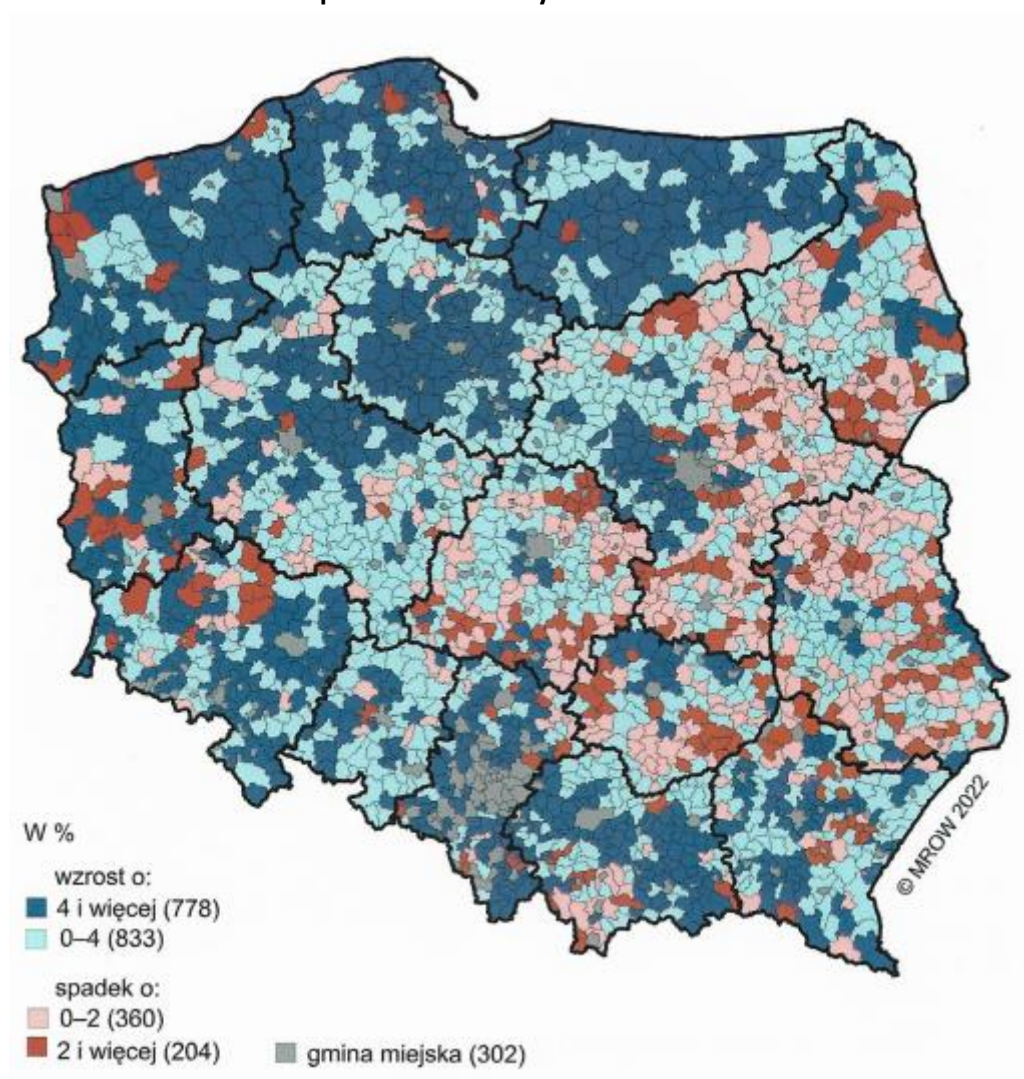 © MROW 2022
W %
wzrost o:
4 i więcej (778)
0–4 (833)
spadek o:
0–2 (360)
2 i więcej (204)
gmina miejska (302)